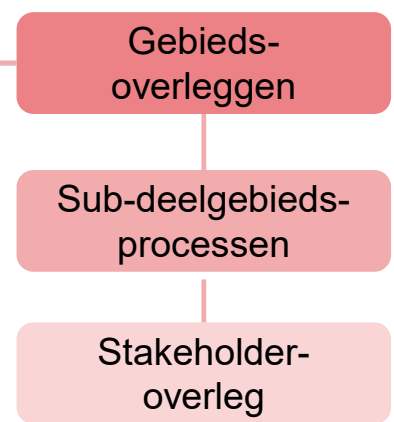 Gebieds-
overleggen
Sub-deelgebieds-
processen
Stakeholder-
overleg